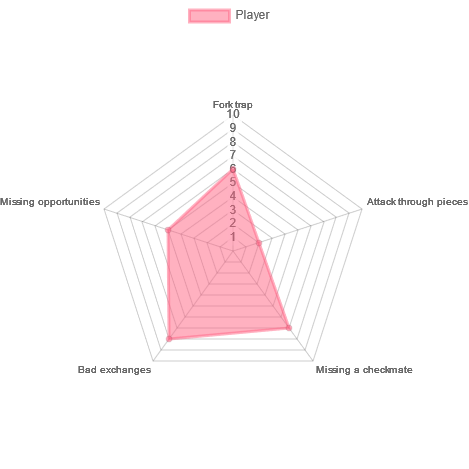 Player
Fork trap
10
9
8
7
6
5
4
3
2
1
Missing opportunities
Attack through pieces
Bad exchanges
Missing a checkmate